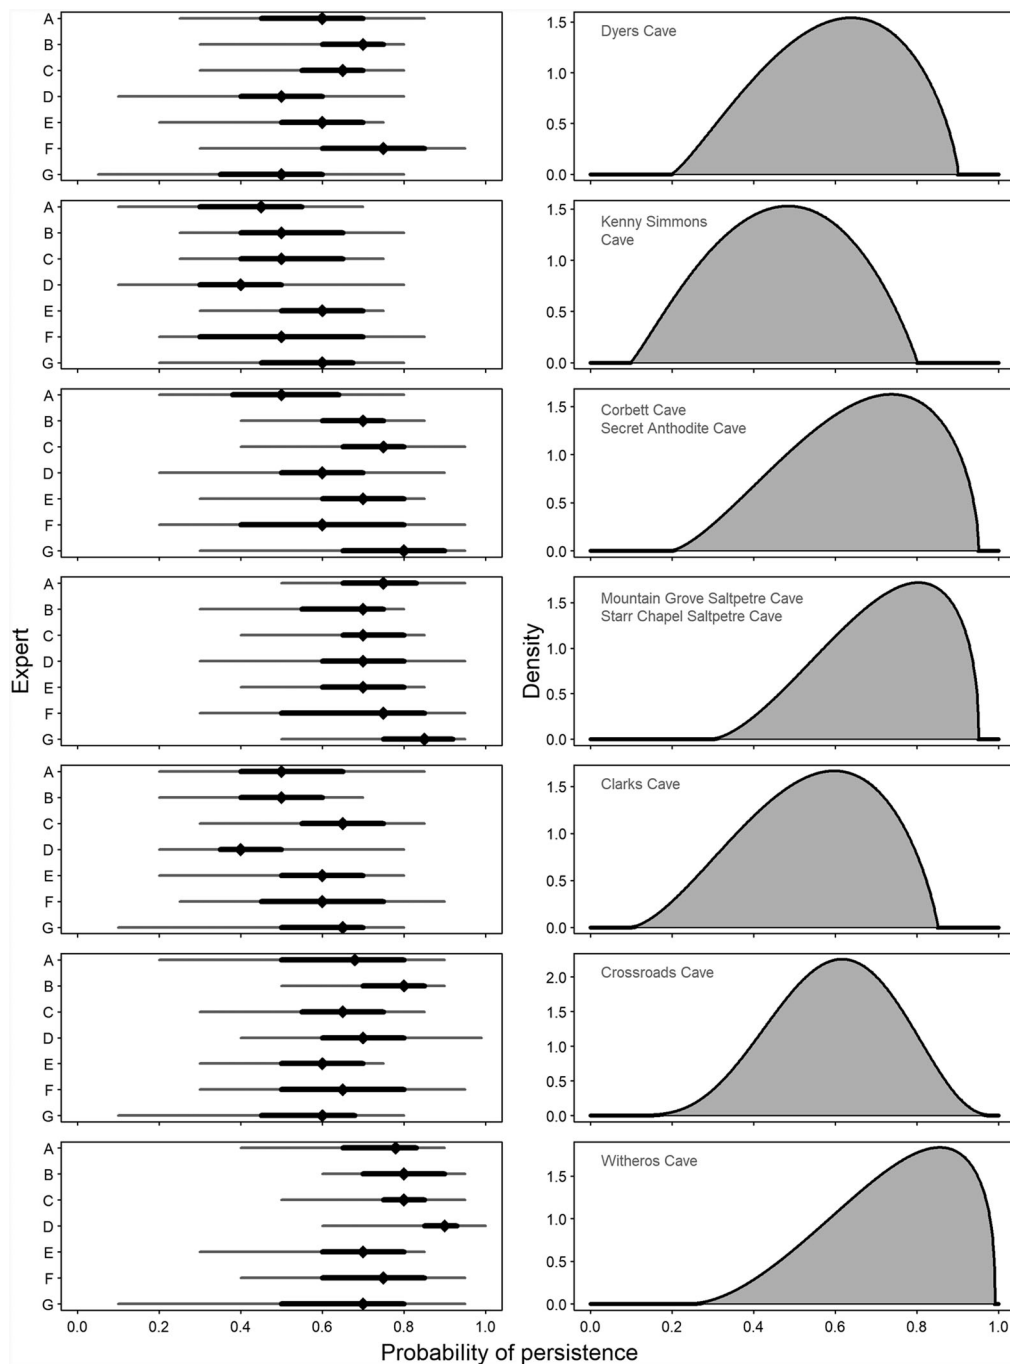 A
B
C
D
E
F
G
1.5
1.0
0.5
0.0
Dyers Cave
A
B
C
D
E
F
G
1.5
1.0
0.5
0.0
Kenny Simmons
Cave
A
B
C
D
E
F
G
1.5
1.0
0.5
0.0
Corbett Cave
Secret Anthodite Cave
A
B
C
D
E
F
G
1.5
1.0
0.5
0.0
Mountain Grove Saltpetre Cave
Starr Chapel Saltpetre Cave
Expert
Density
A
B
C
D
E
F
G
1.5
1.0
0.5
0.0
Clarks Cave
A
B
C
D
E
F
G
2.0
1.5
1.0
0.5
0.0
Crossroads Cave
A
B
C
D
E
F
G
1.5
1.0
0.5
0.0
Witheros Cave
0.0 0.2 0.4 0.6 0.8 1.0
0.0 0.2 0.4 0.6 0.8 1.0
Probability of persistence